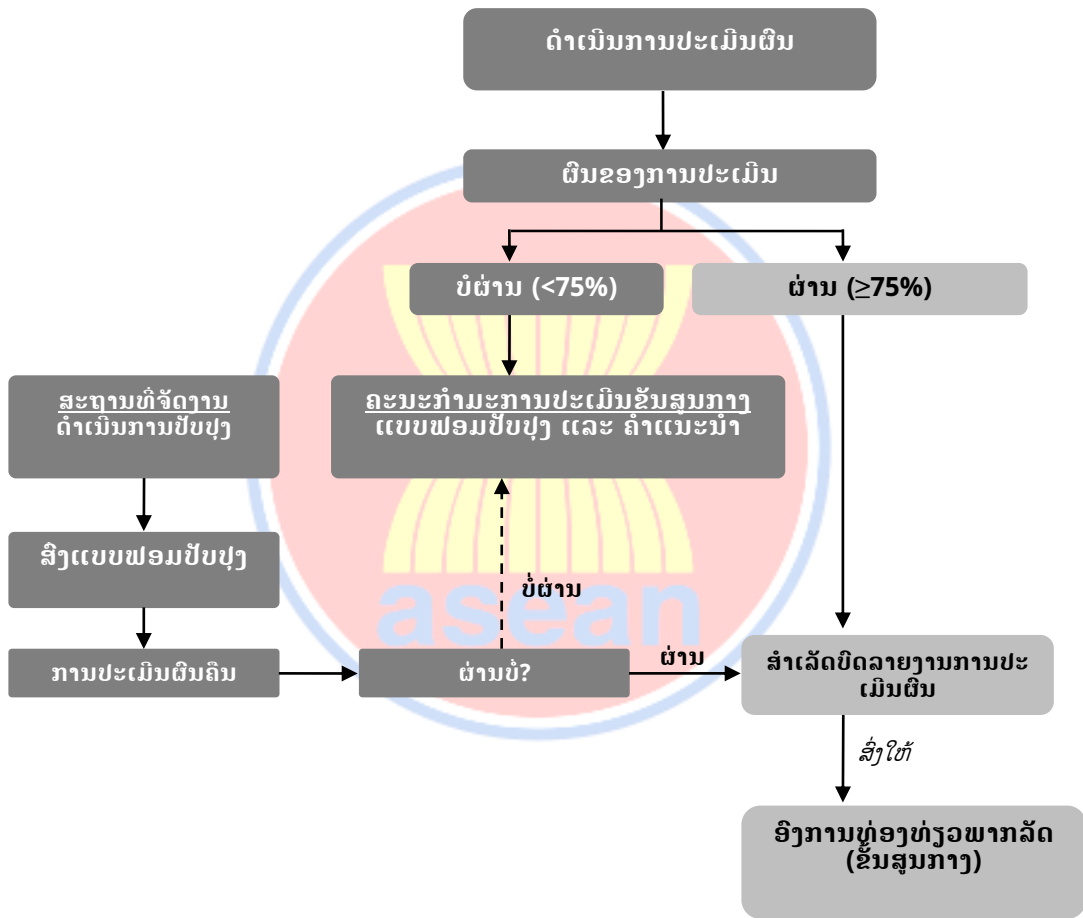 ດຳເນີນການປະເມີນຜົນ
ຜົນຂອງການປະເມີນ
ບໍ່ຜ່ານ (<75%)
ຜ່ານ (≥75%)
ສະຖານທີ່ຈັດງານ
ດຳເນີນການປັບປຸງ
ຄະນະກຳມະການປະເມີນຂັ້ນສູນກາງ
ແບບຟອມປັບປຸງ ແລະ ຄຳແນະນຳ
ສົ່ງແບບຟອມປັບປຸງ
ບໍ່ຜ່ານ
asean
ການປະເມີນຜົນຄືນ
ຜ່ານບໍ່?
ຜ່ານ
ສຳເລັດບົດລາຍງານການປະ
ເມີນຜົນ
ສົ່ງໃຫ້
ອົງການທ່ອງທ່ຽວພາກລັດ
(ຂັ້ນສູນກາງ)